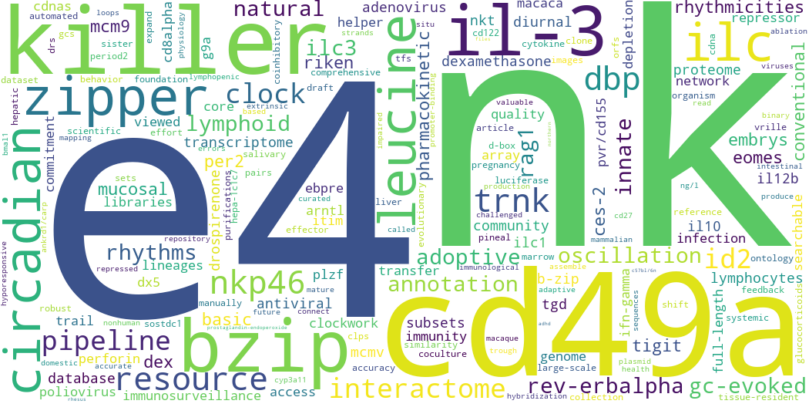 killer
e4
nk
cd49a
il-3
ilc
zipper
bzip
leucine
circadian
clock
dbp
natural
ilc3
riken
adenovirus
helper
nkt
cd122
cytokine
macaca
diurnal
dexamethasone
rhythmicities
repressor
ablation
viruses
proteome
network
organism
read
vrille
binary
intestinal
cdnas
automated
loops
mcm9
sister
period2
expand
physiology
cd8alpha
g9a
gcs
strands
coinhibitory
in situ
clone
images
tfs
depletion
orfs
cdna
drs
dataset
behavior
foundation
lymphopenic
comprehensive
hepatic
core
draft
extrinsic
based
viewed
effort
scientific
mapping
commitment
bmal1
lymphoid
transcriptome
per2
salivary
pairs
hepa-1c1c7
curated
mucosal
libraries
sets
ebpre
arntl
itim
liver
effector
called
purifications
drospirenone
impaired
evolutionary
pharmacokinetic
valuable
article
quality
d-box
array
pregnancy
luciferase
production
challenged
community
pineal
ilc1
mammalian
rag1
trnk
ces-2
pvr/cd155
innate
eomes
embrys
il12b
ng/l
produce
cd27
reference
il10
infection
id2
conventional
searchable
ontology
rhythms
lineages
dx5
repository
repressed
manually
robust
trail
antiviral
nkp46
plzf
transfer
adoptive
oscillation
annotation
immunological
marrow
b-zip
tgd
ifn-gamma
lymphocytes
feedback
systemic
shift
full-length
sequences
tissue-resident
glucocorticoid
hyporesponsive
clockwork
mcmv
clps
similarity
accuracy
future
connect
mature
basic
sostdc1
nonhuman
prostaglandin-endoperoxide
perforin
dex
database
domestic
accurate
poliovirus
rhesus
pipeline
resource
immunosurveillance
cyp3a11
access
subsets
immunity
macaque
coculture
trough
adhd
adaptive
interactome
large-scale
hybridization
genome
plasmid
health
collection
tigit
rev-erbalpha
gc-evoked